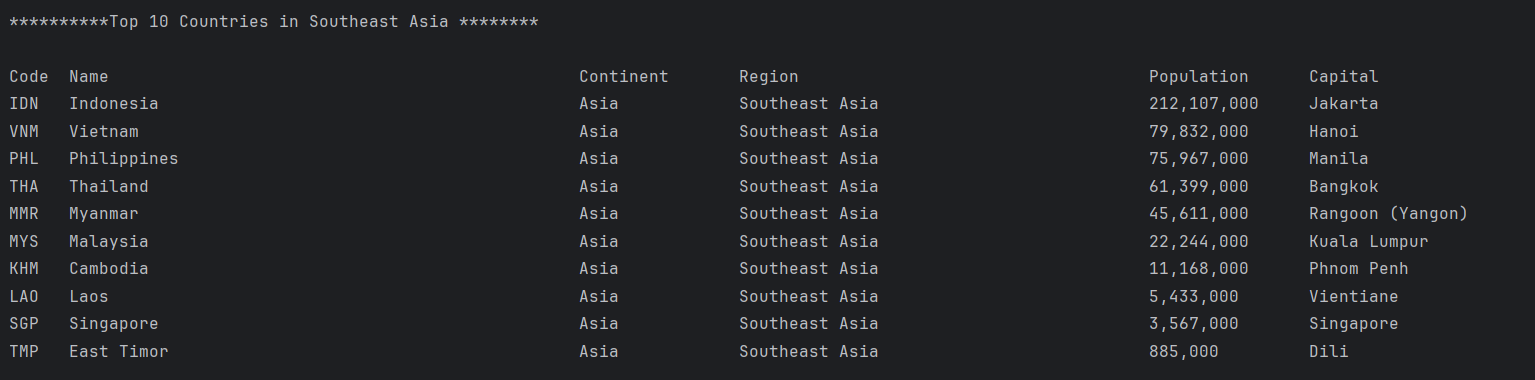 **********Top 10 Countries in Southeast Asia ********
Code Name Continent Region Population Capital
IDN Indonesia Asia Southeast Asia 212,107,000 Jakarta
VNM Vietnam Asia Southeast Asia 79,832,000 Hanoi
PHL Philippines Asia Southeast Asia 75,967,000 Manila
THA Thailand Asia Southeast Asia 61,399,000 Bangkok
MMR Myanmar Asia Southeast Asia 45,611,000 Rangoon (Yangon)
MYS Malaysia Asia Southeast Asia 22,244,000 Kuala Lumpur
KHM Cambodia Asia Southeast Asia 11,168,000 Phnom Penh
LAO Laos Asia Southeast Asia 5,433,000 Vientiane
SGP Singapore Asia Southeast Asia 3,567,000 Singapore
TMP East Timor Asia Southeast Asia 885,000 Dili